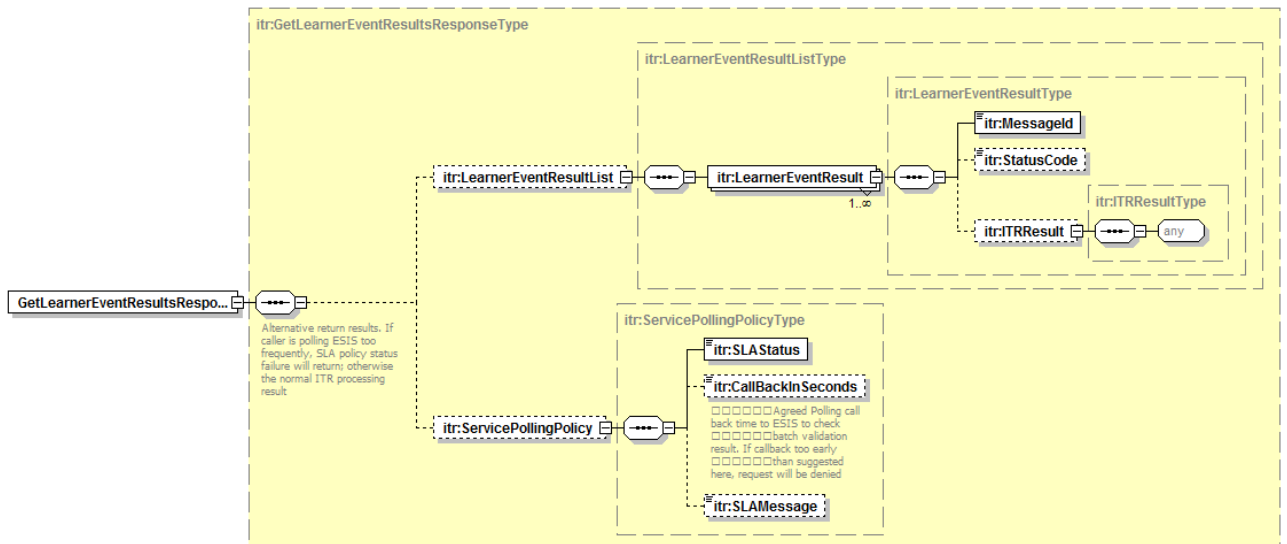 itr:GetLearnerEventResultsResponseType
itr:LearnerEventResultListType
itr:LearnerEventResultType
itr:MessageId
itr:StatusCode
itr:LearnerEventResultList
itr:LearnerEventResult
1..∞
itr:ITRResultType
itr:ITRResult
any
GetLearnerEventResultsRespo...
Alternative return results. If
caller is polling ESIS too
frequently, SLA policy status
failure will return; otherwise
the normal ITR processing
result
itr:ServicePollingPolicyType
itr:SLAStatus
itr:CallBackInSeconds
□□□□□□Agreed Polling call
back time to ESIS to check
□□□□□□batch validation
result. If callback too early
□□□□□□than suggested
here, request will be denied
itr:ServicePollingPolicy
itr:SLAMessage